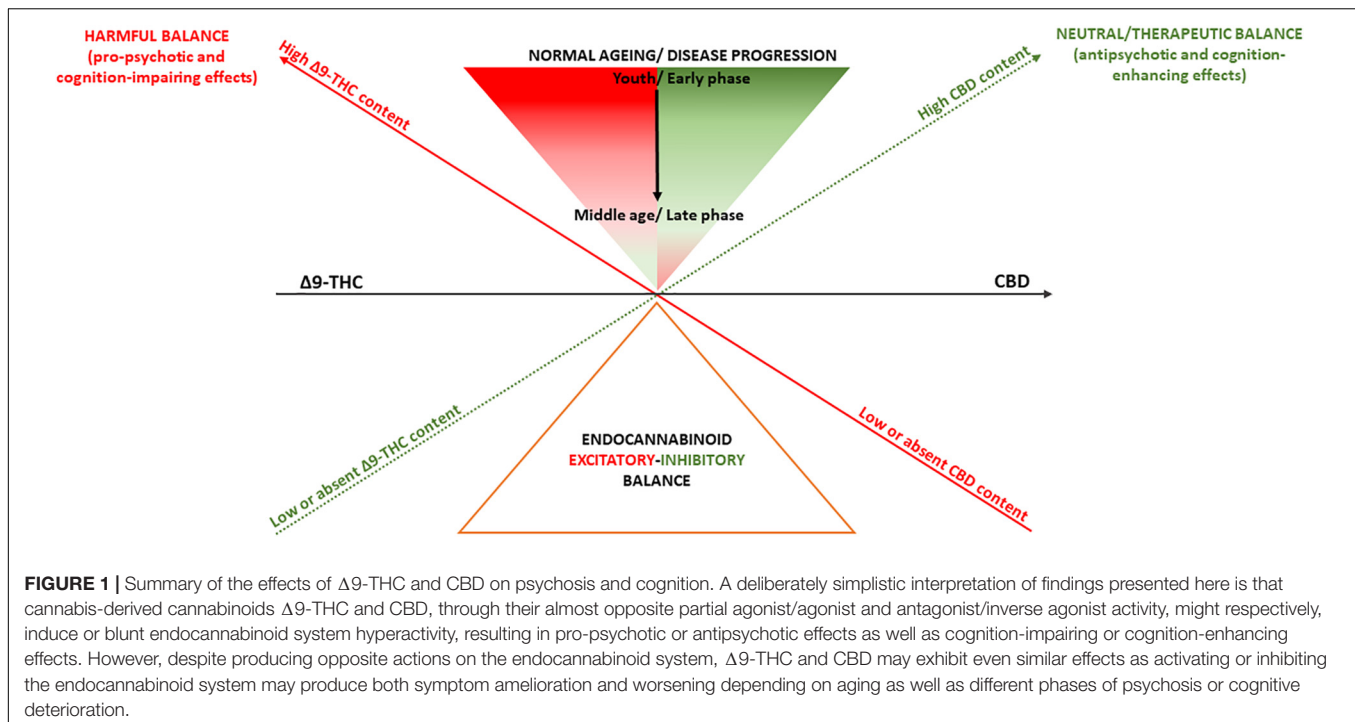 HARMFUL BALANCE
(pro-psychotic and
cognition-impairing effects)
High Δ9-THC content
NORMAL AGEING/ DISEASE PROGRESSION
Youth/ Early phase
Middle age/ Late phase
High CBD content
NEUTRAL/THERAPEUTIC BALANCE
(antipsychotic and cognition-
enhancing effects)
Δ9-THC
CBD
Low or absent Δ9-THC content
ENDOCANNABINOID
EXCITATORY-INHIBITORY
BALANCE
Low or absent CBD content
FIGURE 1 | Summary of the effects of Δ9-THC and CBD on psychosis and cognition. A deliberately simplistic interpretation of findings presented here is that
cannabis-derived cannabinoids Δ9-THC and CBD, through their almost opposite partial agonist/agonist and antagonist/inverse agonist activity, might respectively,
induce or blunt endocannabinoid system hyperactivity, resulting in pro-psychotic or antipsychotic effects as well as cognition-impairing or cognition-enhancing
effects. However, despite producing opposite actions on the endocannabinoid system, Δ9-THC and CBD may exhibit even similar effects as activating or inhibiting
the endocannabinoid system may produce both symptom amelioration and worsening depending on aging as well as different phases of psychosis or cognitive
deterioration.